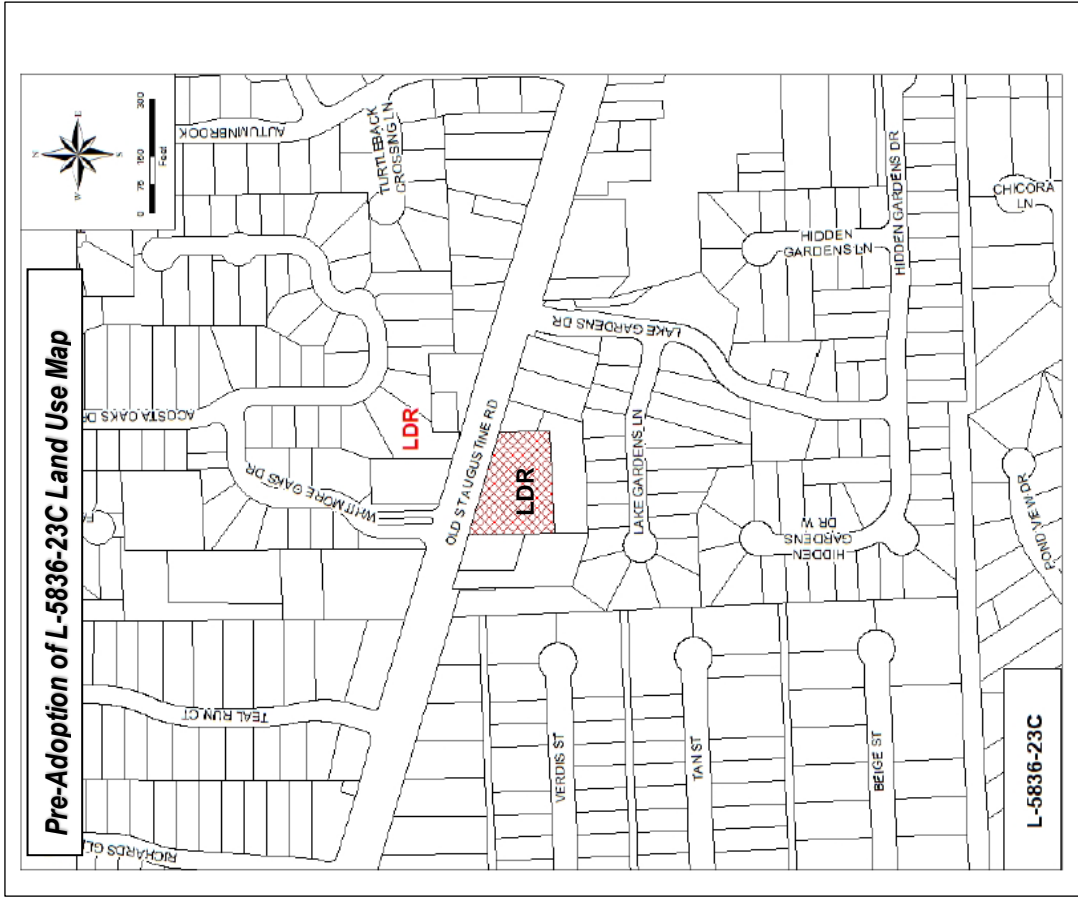 Pre-Adoption of L-5836-23C Land Use Map
N
W
E
S
0
75
150
300
Feet
AUTUMNBROOK
TURTLEBACK
CROSSING LN
ACOSTA OAKS DR
WHITMORE OAKS DR
LDR
OLD ST AUGUSTINE RD
LDR
TEAL RUN CT
RICHARDS GL
LAKE GARDENS DR
LAKE GARDENS LN
HIDDEN
GARDENS LN
HIDDEN GARDENS DR
HIDDEN
GARDENS
DR W
CHICORA
LN
POND VIEW DR
VERDIS ST
TAN ST
BEIGE ST
L-5836-23C